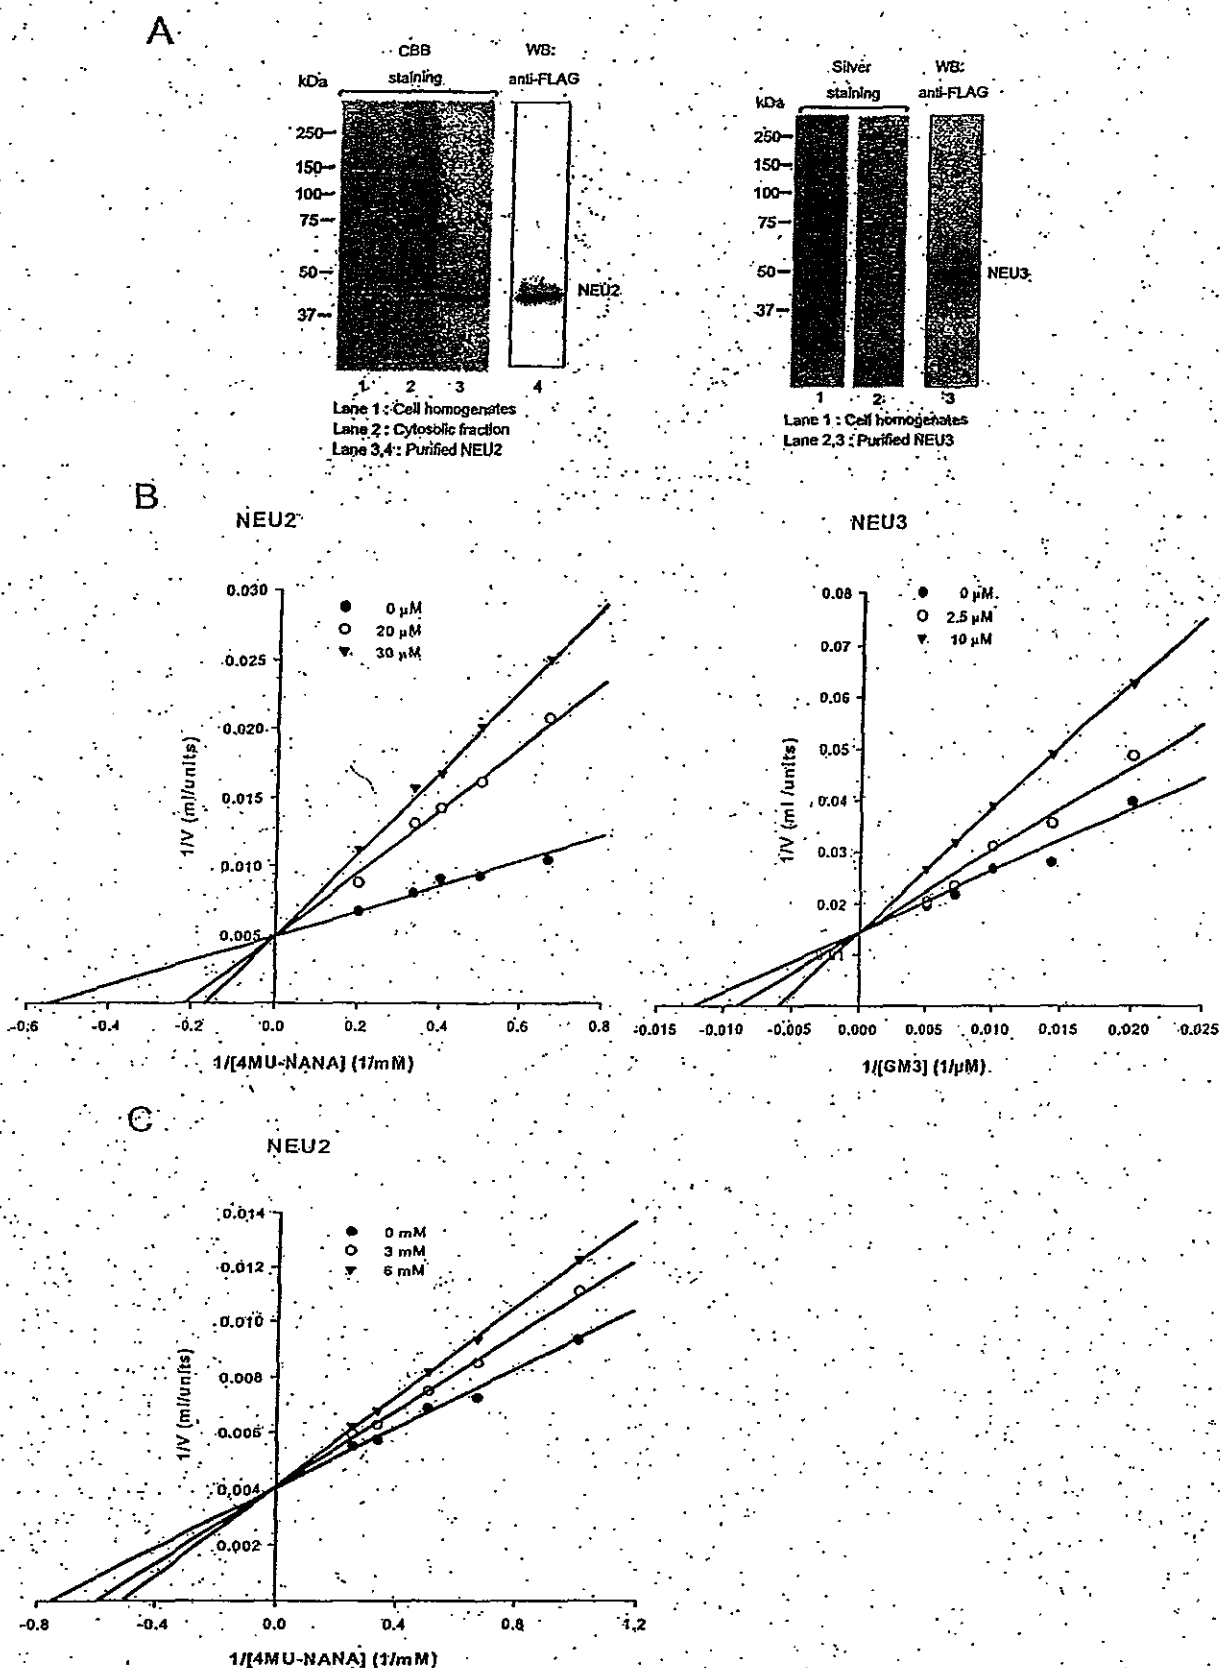 A
CBB
staining
WB:
anti-FLAG
kDa
250
150
100
75
50
37
NEU2
1 2 3 4
Lane 1 : Cell homogenates
Lane 2 : Cytosolic fraction
Lane 3,4 : Purified NEU2
Silver
staining
WB:
anti-FLAG
kDa
250
150
100
75
50
37
NEU3
1 2 3
Lane 1 : Cell homogenates
Lane 2,3 : Purified NEU3
B
NEU2
0 µM
20 µM
30 µM
1/V (ml/units)
0.030
0.025
0.020
0.015
0.010
0.005
-0.6 -0.4 -0.2 0.0 0.2 0.4 0.6 0.8
1/[4MU-NANA] (1/mM)
NEU3
0 µM
2.5 µM
10 µM
1/V (ml/units)
0.08
0.07
0.06
0.05
0.04
0.03
0.02
-0.015 -0.010 -0.005 0.000 0.005 0.010 0.015 0.020 0.025
1/[GM3] (1/µM)
C
NEU2
0 mM
3 mM
6 mM
1/V (ml/units)
0.014
0.012
0.010
0.008
0.006
0.004
0.002
-0.8 -0.4 0.0 0.4 0.8 1.2
1/[4MU-NANA] (1/mM)